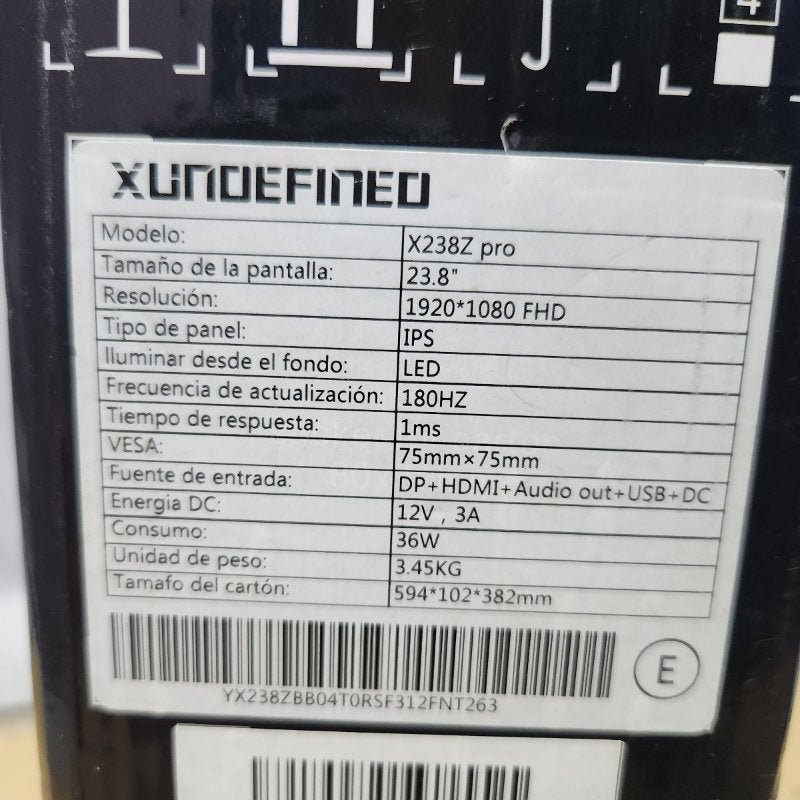 4
XUNDEFINED
Modelo: X238Z pro
Tamaño de la pantalla: 23.8"
Resolución: 1920*1080 FHD
Tipo de panel: IPS
Iluminar desde el fondo: LED
Frecuencia de actualización: 180HZ
Tiempo de respuesta: 1ms
VESA: 75mm×75mm
Fuente de entrada: DP+HDMI+Audio out+USB+DC
Energia DC: 12V , 3A
Consumo: 36W
Unidad de peso: 3.45KG
Tamafo del cartón: 594*102*382mm
YX238ZBB04T0RSF312FNT263
E